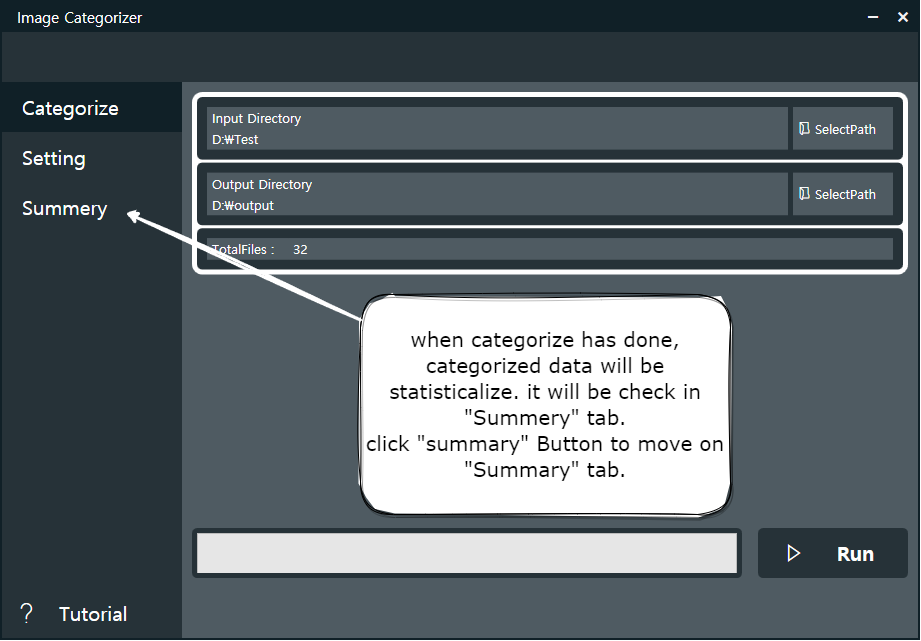 Image Categorizer
Categorize
Setting
Summery
Input Directory
D:₩Test
SelectPath
Output Directory
D:₩output
SelectPath
TotalFiles : 32
when categorize has done,
categorized data will be
statisticalize. it will be check in
"Summery" tab.
click "summary" Button to move on
"Summary" tab.
Run
? Tutorial